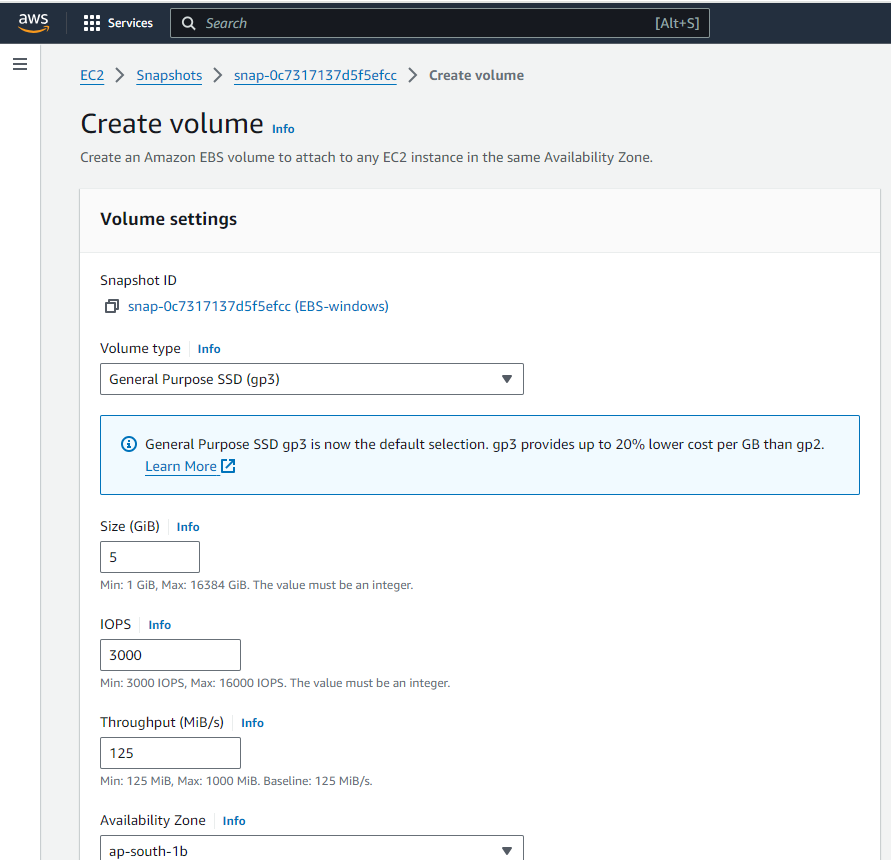 aws Services Search [Alt+S]
EC2 > Snapshots > snap-0c7317137d5f5efcc > Create volume
Create volume Info
Create an Amazon EBS volume to attach to any EC2 instance in the same Availability Zone.
Volume settings
Snapshot ID
snap-0c7317137d5f5efcc (EBS-windows)
Volume type Info
General Purpose SSD (gp3)
General Purpose SSD gp3 is now the default selection. gp3 provides up to 20% lower cost per GB than gp2.
Learn More
Size (GiB) Info
5
Min: 1 GiB, Max: 16384 GiB. The value must be an integer.
IOPS Info
3000
Min: 3000 IOPS, Max: 16000 IOPS. The value must be an integer.
Throughput (MiB/s) Info
125
Min: 125 MiB, Max: 1000 MiB. Baseline: 125 MiB/s.
Availability Zone Info
ap-south-1b